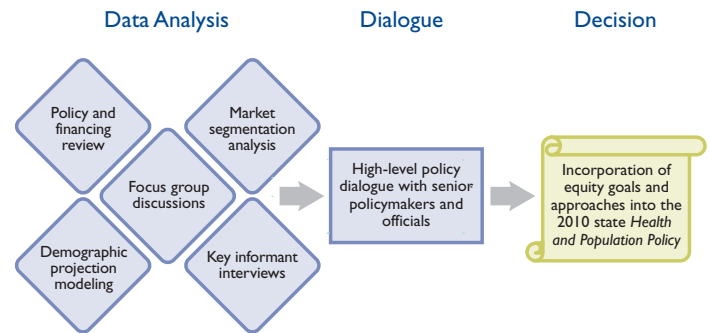 Data Analysis
Dialogue
Decision
Policy and
financing
review
Market
segmentation
analysis
Focus group
discussions
Demographic
projection
modeling
Key informant
interviews
High-level policy
dialogue with senior
policymakers and
officials
Incorporation of
equity goals and
approaches into the
2010 state Health
and Population Policy